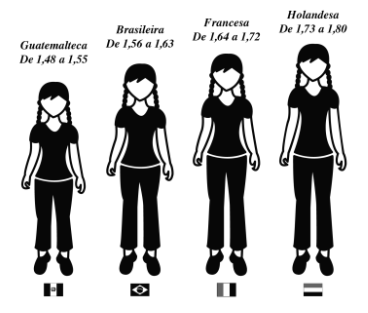 Guatemalteca
De 1,48 a 1,55
Brasileira
De 1,56 a 1,63
Francesa
De 1,64 a 1,72
Holandesa
De 1,73 a 1,80